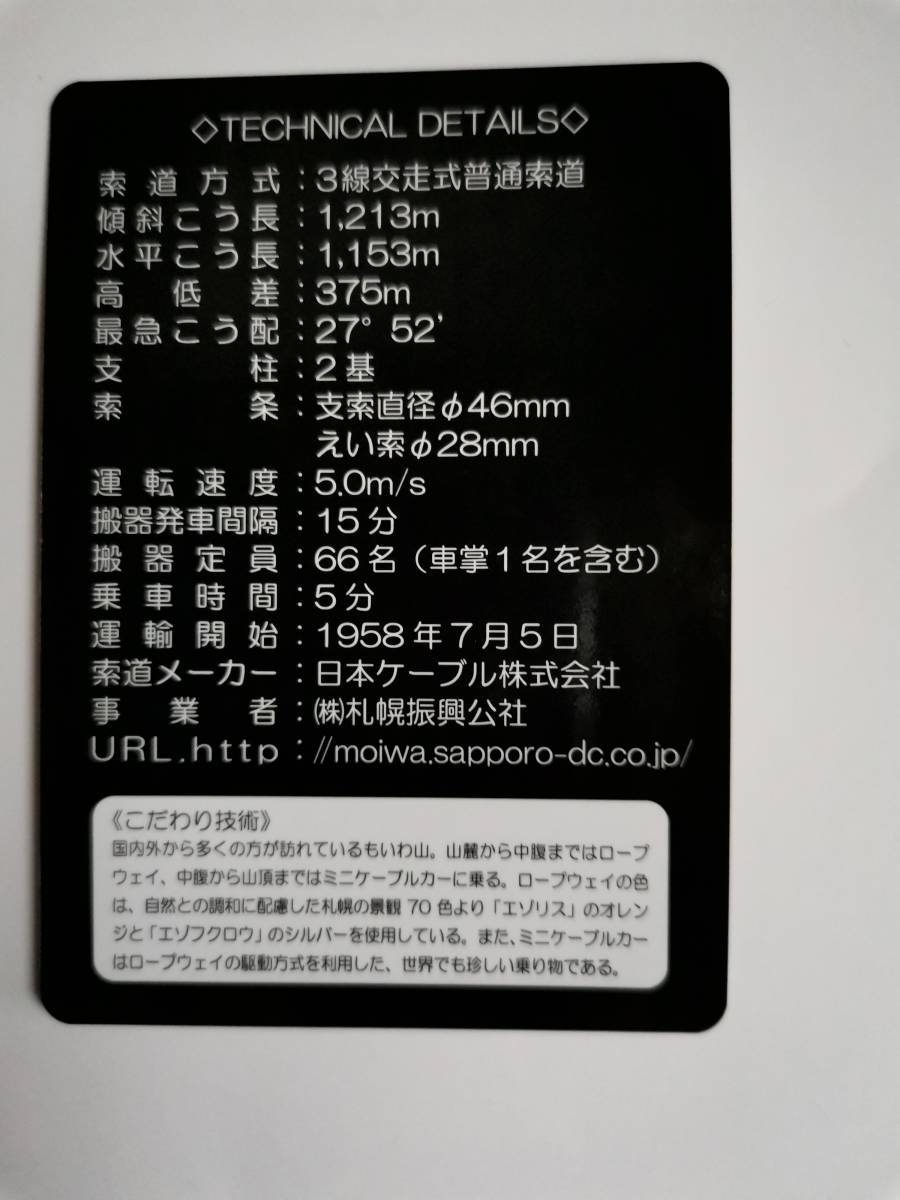 ◇TECHNICAL DETAILS◇
索道方式:3線交走式普通索道
傾斜こう長:1,213m
水平こう長:1,153m
高低差:375m
最急こう配:27°52’
支柱:2基
索条:支索直径φ46mm
えい索φ28mm
運転速度:5.0m/s
搬器発車間隔:15分
搬器定員:66名(車掌1名を含む)
乗車時間:5分
運輸開始:1958年7月5日
索道メーカー:日本ケーブル株式会社
事業者:㈱札幌振興公社
URL.http://moiwa.sapporo-dc.co.jp/
《こだわり技術》
国内外から多くの方が訪れているもいわ山。山麓から中腹まではロープ
ウェイ、中腹から山頂まではミニケーブルカーに乗る。ロープウェイの色
は、自然との調和に配慮した札幌の景観70色より「エゾリス」のオレン
ジと「エゾフクロウ」のシルバーを使用している。また、ミニケーブルカー
はロープウェイの駆動方式を利用した、世界でも珍しい乗り物である。